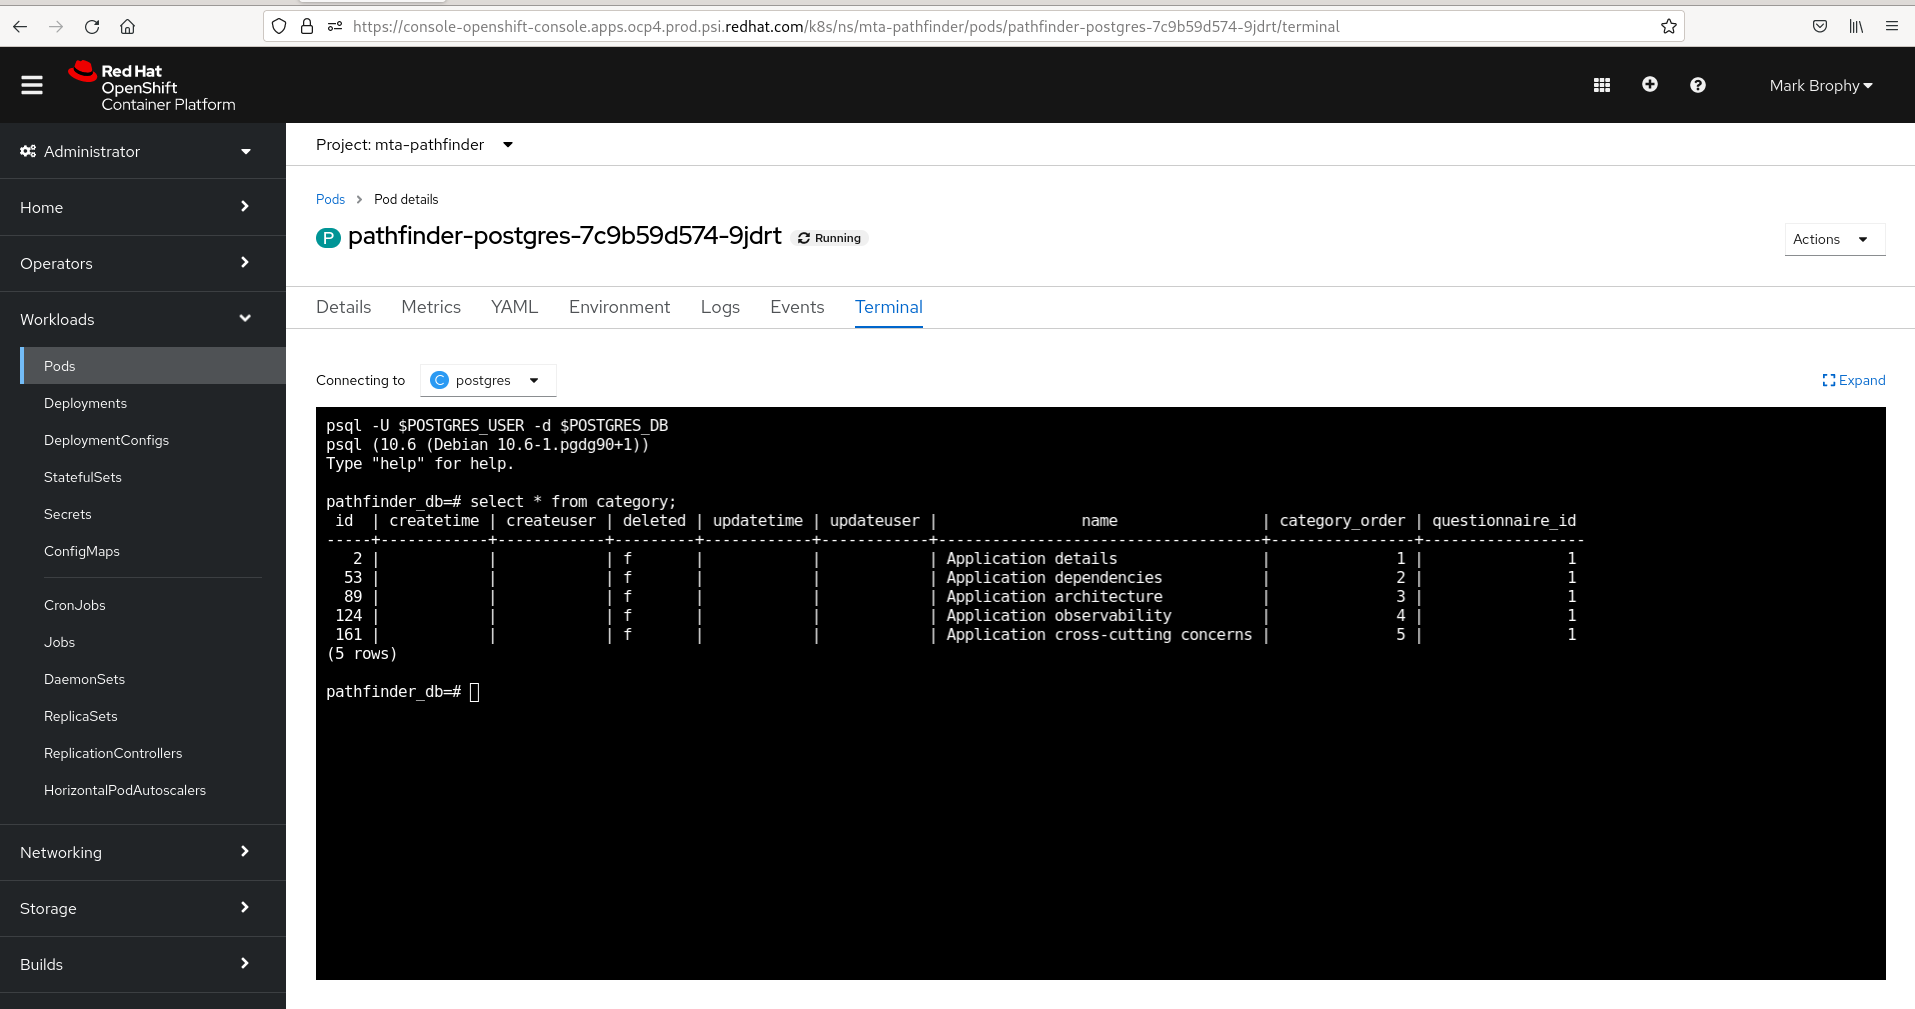 https://console-openshift-console.apps.ocp4.prod.psi.redhat.com/k8s/ns/mta-pathfinder/pods/pathfinder-postgres-7c9b59d574-9jdrt/terminal
Red Hat
OpenShift
Container Platform
Mark Brophy
Administrator
Home
Operators
Workloads
Pods
Deployments
DeploymentConfigs
StatefulSets
Secrets
ConfigMaps
CronJobs
Jobs
DaemonSets
ReplicaSets
ReplicationControllers
HorizontalPodAutoscalers
Networking
Storage
Builds
Project: mta-pathfinder
Pods > Pod details
P pathfinder-postgres-7c9b59d574-9jdrt Running
Actions
Details Metrics YAML Environment Logs Events Terminal
Connecting to C postgres
Expand
psql -U $POSTGRES_USER -d $POSTGRES_DB
psql (10.6 (Debian 10.6-1.pgdg90+1))
Type "help" for help.
pathfinder_db=# select * from category;
 id  | createtime | createuser | deleted | updatetime | updateuser |                name                | category_order | questionnaire_id
-----+------------+------------+---------+------------+------------+------------------------------------+----------------+------------------
   2 |            |            | f       |            |            | Application details                |              1 |                1
  53 |            |            | f       |            |            | Application dependencies           |              2 |                1
  89 |            |            | f       |            |            | Application architecture           |              3 |                1
 124 |            |            | f       |            |            | Application observability          |              4 |                1
 161 |            |            | f       |            |            | Application cross-cutting concerns |              5 |                1
(5 rows)
pathfinder_db=#